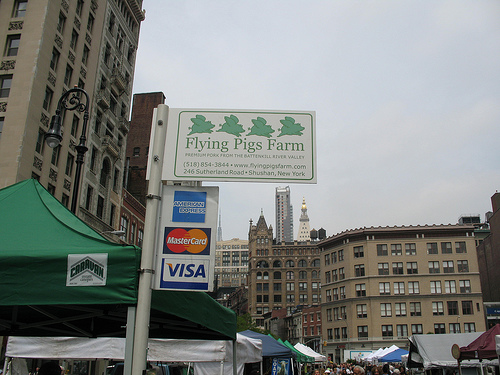 Flying Pigs Farm
PREMIUM PORK FROM THE BATTENKILL RIVER VALLEY
(518) 854-3844 • www.flyingpigsfarm.com
246 Sutherland Road • Shushan, New York
AMERICAN
EXPRESS
MasterCard
VISA
CARAVAN